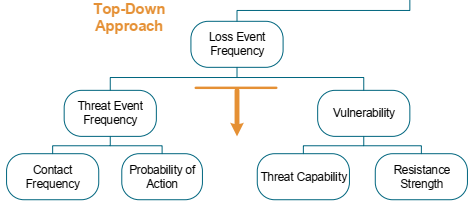 Top-Down
Approach
Loss Event
Frequency
Threat Event
Frequency
Vulnerability
Contact
Frequency
Probability of
Action
Threat Capability
Resistance
Strength